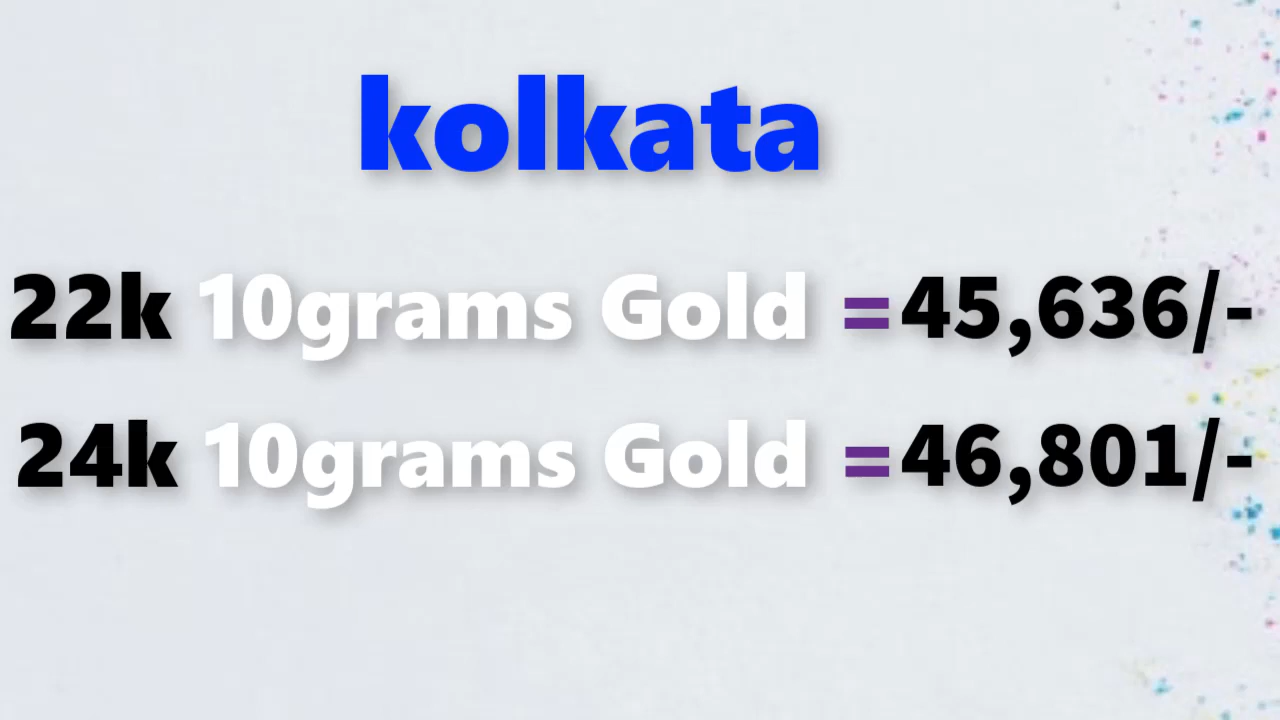 kolkata
22k 10grams Gold =45,636/-
24k 10grams Gold =46,801/-